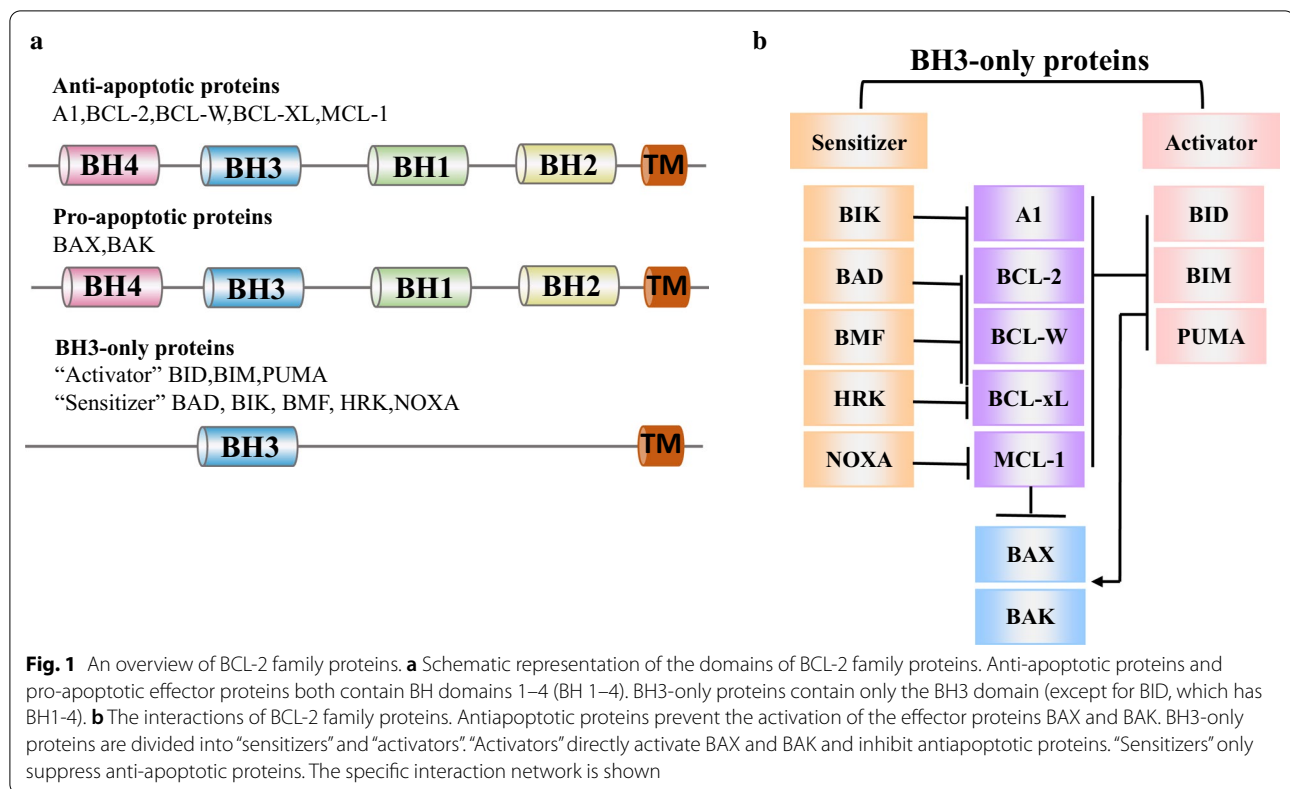 a
Anti-apoptotic proteins
A1,BCL-2,BCL-W,BCL-XL,MCL-1
BH4 BH3 BH1 BH2 TM
Pro-apoptotic proteins
BAX,BAK
BH4 BH3 BH1 BH2 TM
BH3-only proteins
“Activator” BID,BIM,PUMA
“Sensitizer” BAD, BIK, BMF, HRK,NOXA
BH3 TM
b
BH3-only proteins
Sensitizer Activator
BIK A1 BID
BAD BCL-2 BIM
BMF BCL-W PUMA
HRK BCL-xL
NOXA MCL-1
BAX
BAK
Fig. 1 An overview of BCL-2 family proteins. a Schematic representation of the domains of BCL-2 family proteins. Anti-apoptotic proteins and
pro-apoptotic effector proteins both contain BH domains 1–4 (BH 1–4). BH3-only proteins contain only the BH3 domain (except for BID, which has
BH1-4). b The interactions of BCL-2 family proteins. Antiapoptotic proteins prevent the activation of the effector proteins BAX and BAK. BH3-only
proteins are divided into “sensitizers” and “activators”. “Activators” directly activate BAX and BAK and inhibit antiapoptotic proteins. “Sensitizers” only
suppress anti-apoptotic proteins. The specific interaction network is shown